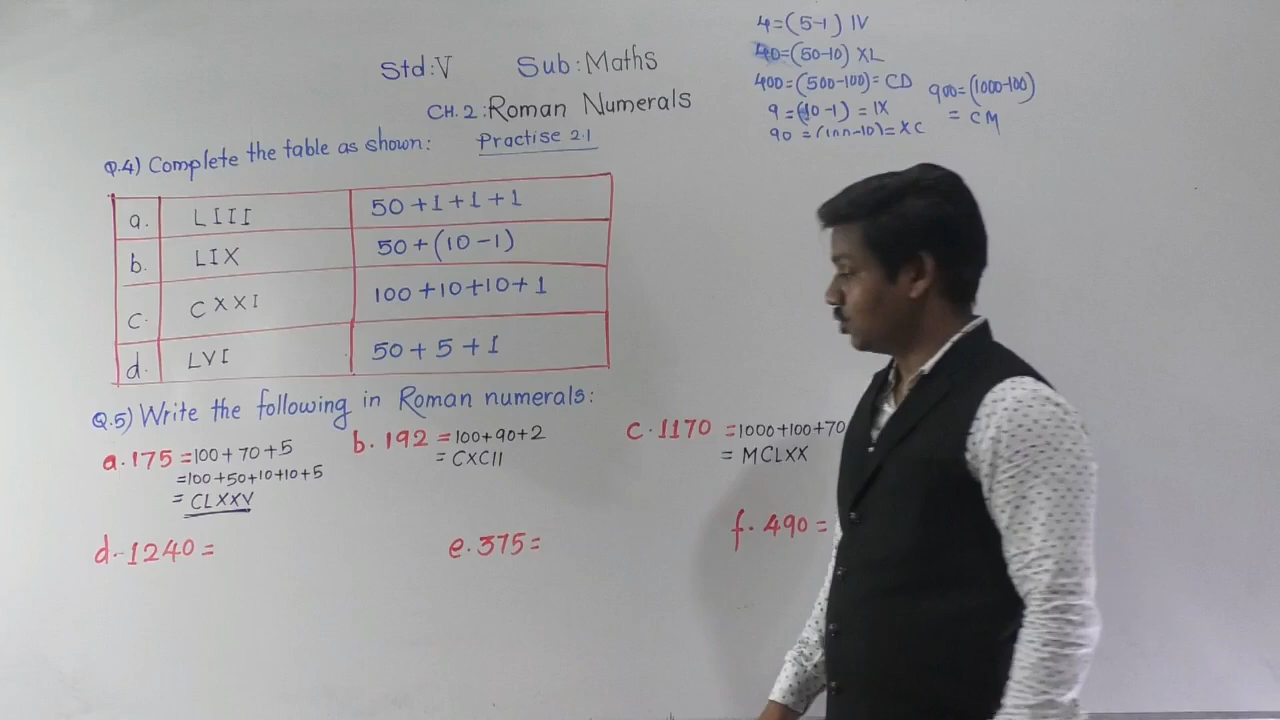 4=(5-1) IV
40=(50-10) XL
400=(500-100)= CD
9=(10-1)=IX
90=(100-10)=XC
900=(1000-100)
= CM
Std:V Sub:Maths
CH.2:Roman Numerals
Practise 2.1
Q.4) Complete the table as shown:
a. LIII 50+1+1+1
b. LIX 50+(10-1)
c. CXXI 100+10+10+1
d. LVI 50+5+1
Q.5) Write the following in Roman numerals:
a.175=100+70+5
=100+50+10+10+5
= CLXXV
b.192=100+90+2
= CXCII
c.1170=1000+100+70
= MCLXX
d.-1240=
e.375=
f.490=